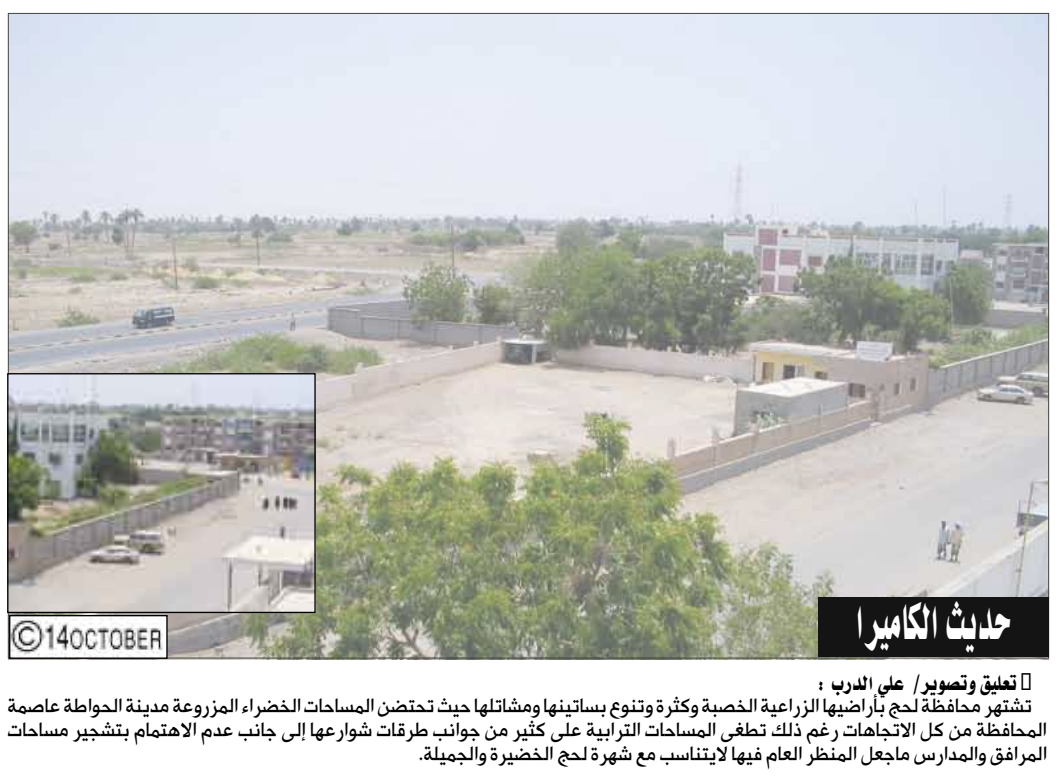 حديث الكاميرا
©14OCTOBER
تعليق وتصوير/ علي الدرب :
تشتهر محافظة لحج بأراضيها الزراعية الخصبة وكثرة وتنوع بساتينها ومشاتلها حيث تحتضن المساحات الخضراء المزروعة مدينة الحواطة عاصمة
المحافظة من كل الاتجاهات رغم ذلك تطغى المساحات الترابية على كثير من جوانب طرقات شوارعها إلى جانب عدم الاهتمام بتشجير مساحات
المرافق والمدارس ماجعل المنظر العام فيها لايتناسب مع شهرة لحج الخضيرة والجميلة.